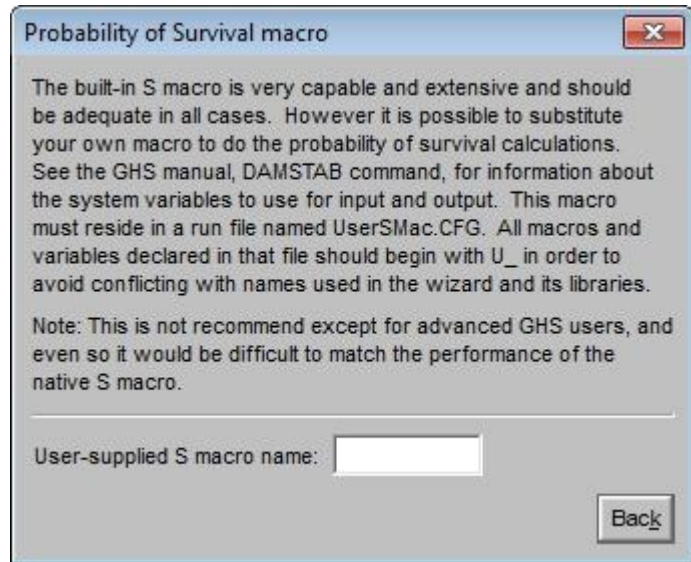 Probability of Survival macro
The built-in S macro is very capable and extensive and should
be adequate in all cases. However it is possible to substitute
your own macro to do the probability of survival calculations.
See the GHS manual, DAMSTAB command, for information about
the system variables to use for input and output. This macro
must reside in a run file named UserSMac.CFG. All macros and
variables declared in that file should begin with U_ in order to
avoid conflicting with names used in the wizard and its libraries.
Note: This is not recommend except for advanced GHS users, and
even so it would be difficult to match the performance of the
native S macro.
User-supplied S macro name:
Back